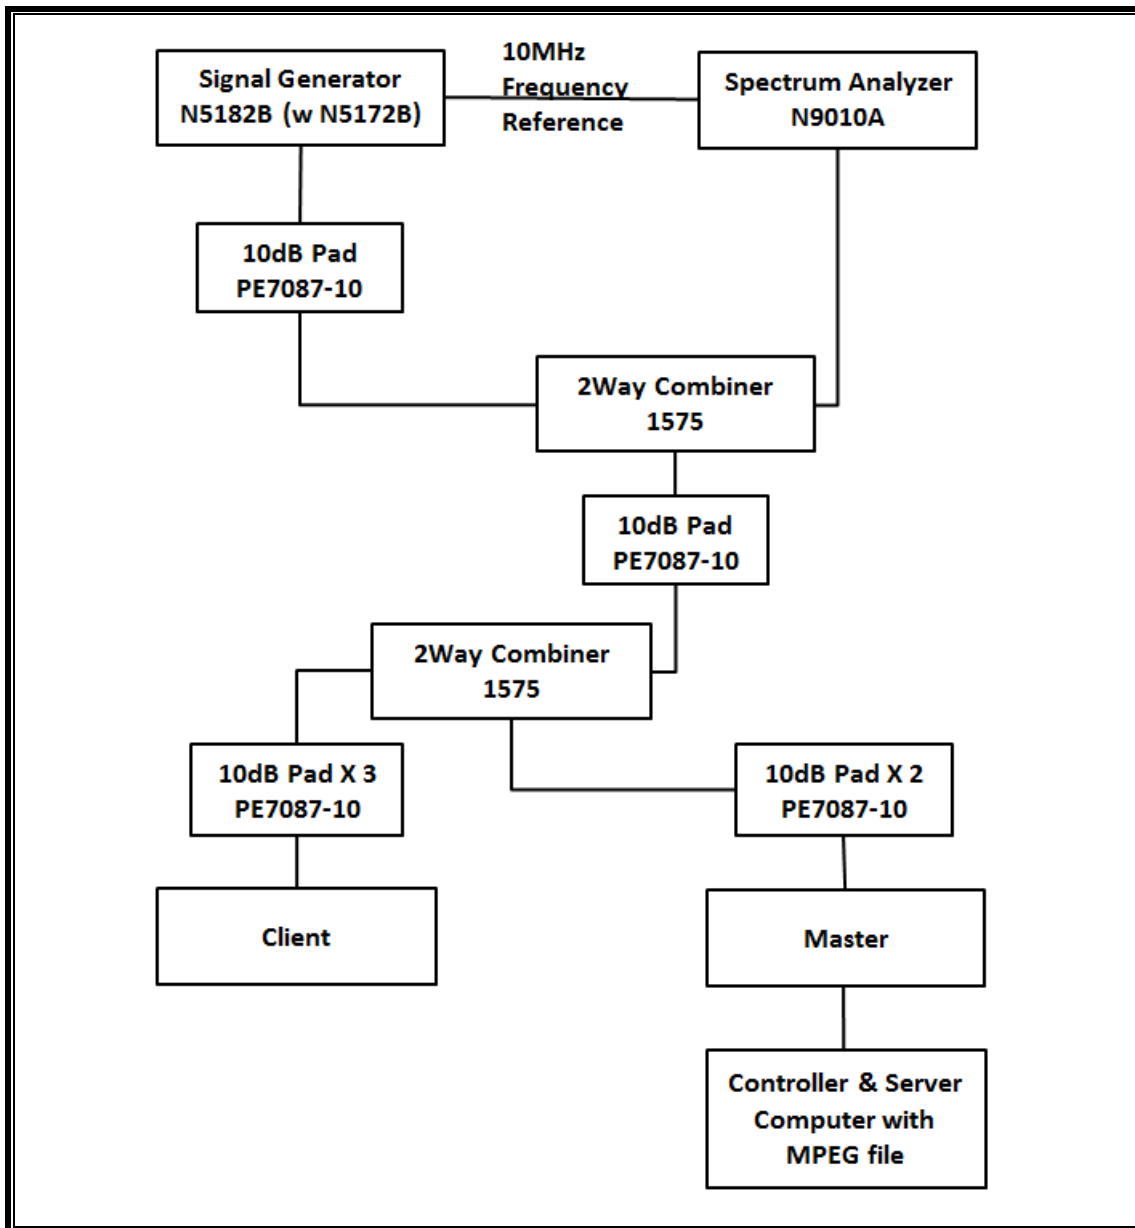 Signal Generator
N5182B (w N5172B)
10MHz
Frequency
Reference
Spectrum Analyzer
N9010A
10dB Pad
PE7087-10
2Way Combiner
1575
10dB Pad
PE7087-10
2Way Combiner
1575
10dB Pad X 3
PE7087-10
10dB Pad X 2
PE7087-10
Client
Master
Controller & Server
Computer with
MPEG file